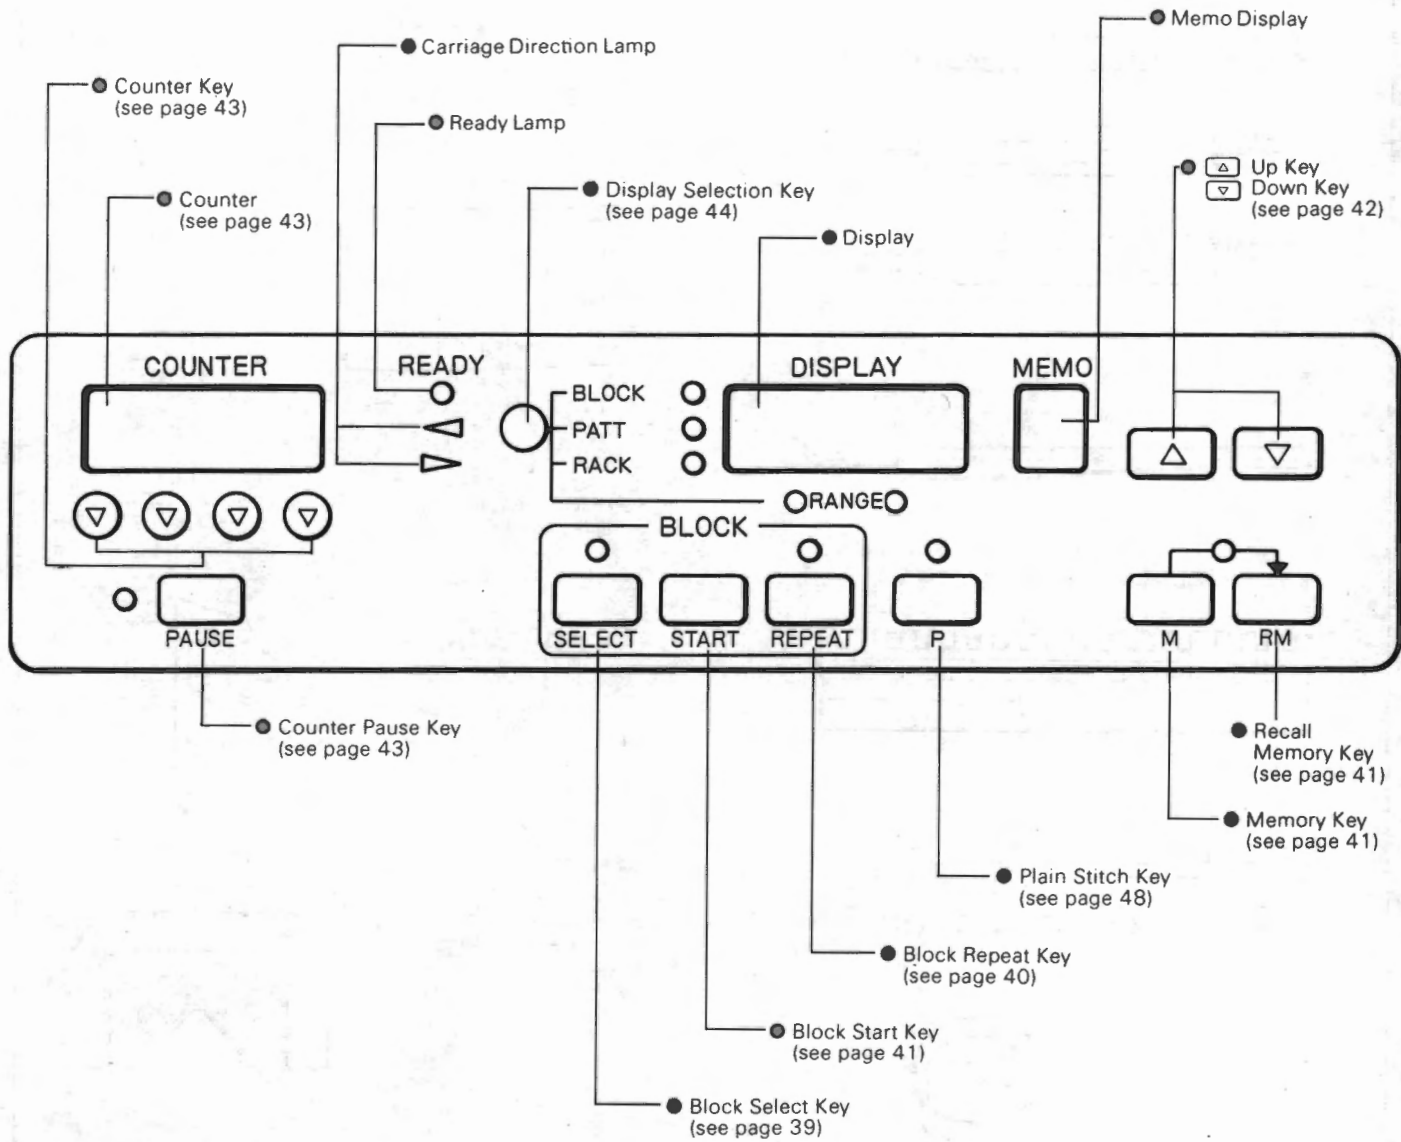 Memo Display
Carriage Direction Lamp
Counter Key
(see page 43)
Ready Lamp
Up Key
Down Key
(see page 42)
Display Selection Key
(see page 44)
Counter
(see page 43)
Display
COUNTER
READY
DISPLAY
MEMO
BLOCK
PATT
RACK
RANGE
BLOCK
PAUSE
SELECT
START
REPEAT
P
M
RM
Counter Pause Key
(see page 43)
Recall
Memory Key
(see page 41)
Memory Key
(see page 41)
Plain Stitch Key
(see page 48)
Block Repeat Key
(see page 40)
Block Start Key
(see page 41)
Block Select Key
(see page 39)